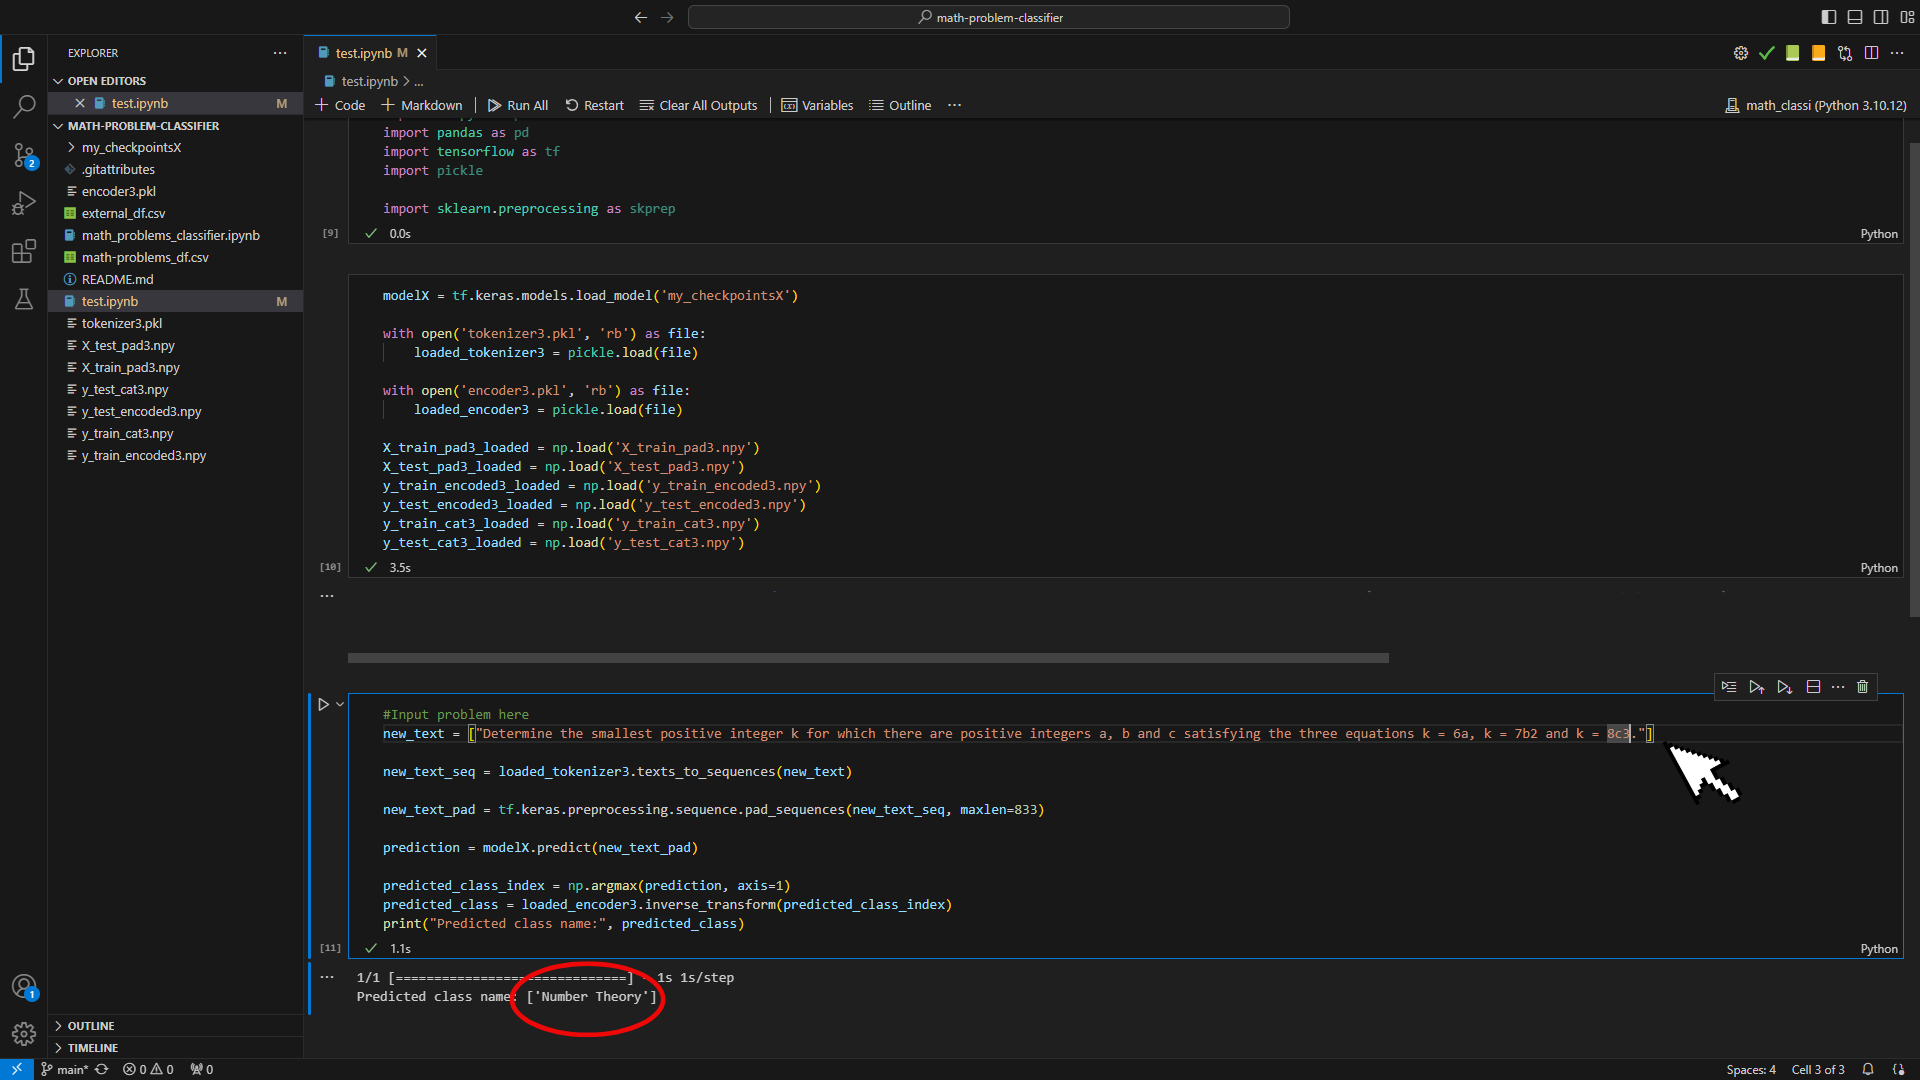 math-problem-classifier
EXPLORER
OPEN EDITORS
test.ipynb M
MATH-PROBLEM-CLASSIFIER
my_checkpointsX
.gitattributes
encoder3.pkl
external_df.csv
math_problems_classifier.ipynb
math-problems_df.csv
README.md
test.ipynb M
tokenizer3.pkl
X_test_pad3.npy
X_train_pad3.npy
y_test_cat3.npy
y_test_encoded3.npy
y_train_cat3.npy
y_train_encoded3.npy
OUTLINE
TIMELINE
2
1
test.ipynb M
test.ipynb > ...
Code Markdown Run All Restart Clear All Outputs Variables Outline ... math_classi (Python 3.10.12)
import pandas as pd
import tensorflow as tf
import pickle
import sklearn.preprocessing as skprep
[9] 0.0s Python
modelX = tf.keras.models.load_model('my_checkpointsX')
with open('tokenizer3.pkl', 'rb') as file:
loaded_tokenizer3 = pickle.load(file)
with open('encoder3.pkl', 'rb') as file:
loaded_encoder3 = pickle.load(file)
X_train_pad3_loaded = np.load('X_train_pad3.npy')
X_test_pad3_loaded = np.load('X_test_pad3.npy')
y_train_encoded3_loaded = np.load('y_train_encoded3.npy')
y_test_encoded3_loaded = np.load('y_test_encoded3.npy')
y_train_cat3_loaded = np.load('y_train_cat3.npy')
y_test_cat3_loaded = np.load('y_test_cat3.npy')
[10] 3.5s Python
...
#Input problem here
new_text = ["Determine the smallest positive integer k for which there are positive integers a, b and c satisfying the three equations k = 6a, k = 7b2 and k = 8c3."]
new_text_seq = loaded_tokenizer3.texts_to_sequences(new_text)
new_text_pad = tf.keras.preprocessing.sequence.pad_sequences(new_text_seq, maxlen=833)
prediction = modelX.predict(new_text_pad)
predicted_class_index = np.argmax(prediction, axis=1)
predicted_class = loaded_encoder3.inverse_transform(predicted_class_index)
print("Predicted class name:", predicted_class)
[11] 1.1s Python
... 1/1 [==============================] - 1s 1s/step
Predicted class name: ['Number Theory']
main* 0 0 0 Spaces: 4 Cell 3 of 3